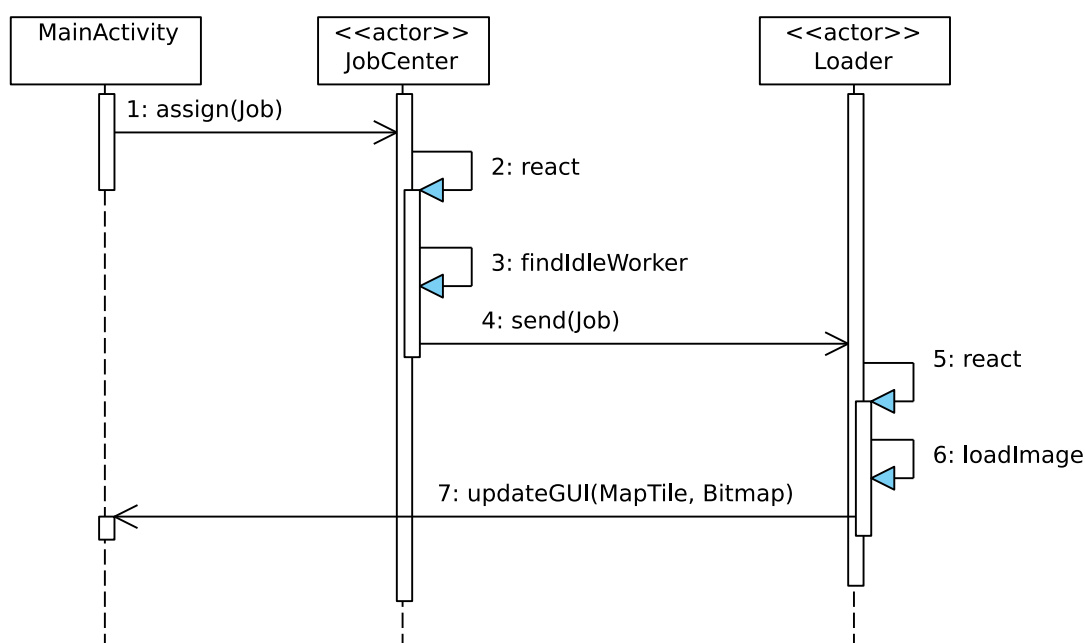 MainActivity
<<actor>>
JobCenter
<<actor>>
Loader
1: assign(Job)
2: react
3: findIdleWorker
4: send(Job)
5: react
6: loadImage
7: updateGUI(MapTile, Bitmap)